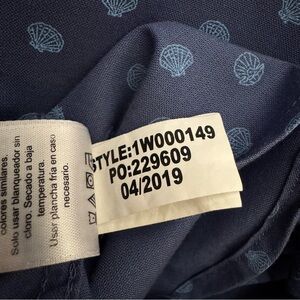 colores similares.
Solo usar blanqueador sin
cloro. Secado a baja
temperatura.
Usar plancha fría en caso
necesario.
STYLE:1W000149
PO:229609
04/2019